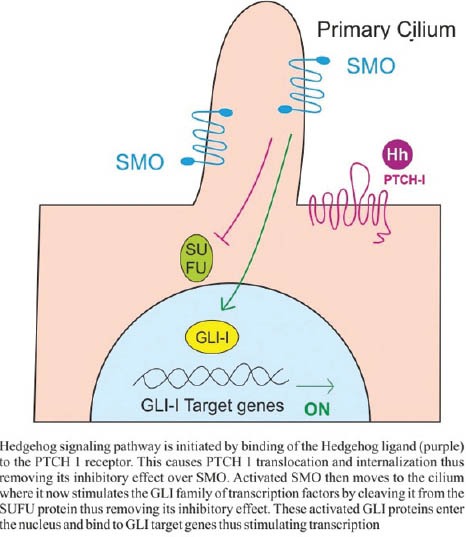 Primary Cilium
SMO
SMO
Hh
PTCH-I
SU
FU
GLI-I
GLI-I Target genes
ON
Hedgehog signaling pathway is initiated by binding of the Hedgehog ligand (purple)
to the PTCH 1 receptor. This causes PTCH 1 translocation and internalization thus
removing its inhibitory effect over SMO. Activated SMO then moves to the cilium
where it now stimulates the GLI family of transcription factors by cleaving it from the
SUFU protein thus removing its inhibitory effect. These activated GLI proteins enter
the nucleus and bind to GLI target genes thus stimulating transcription